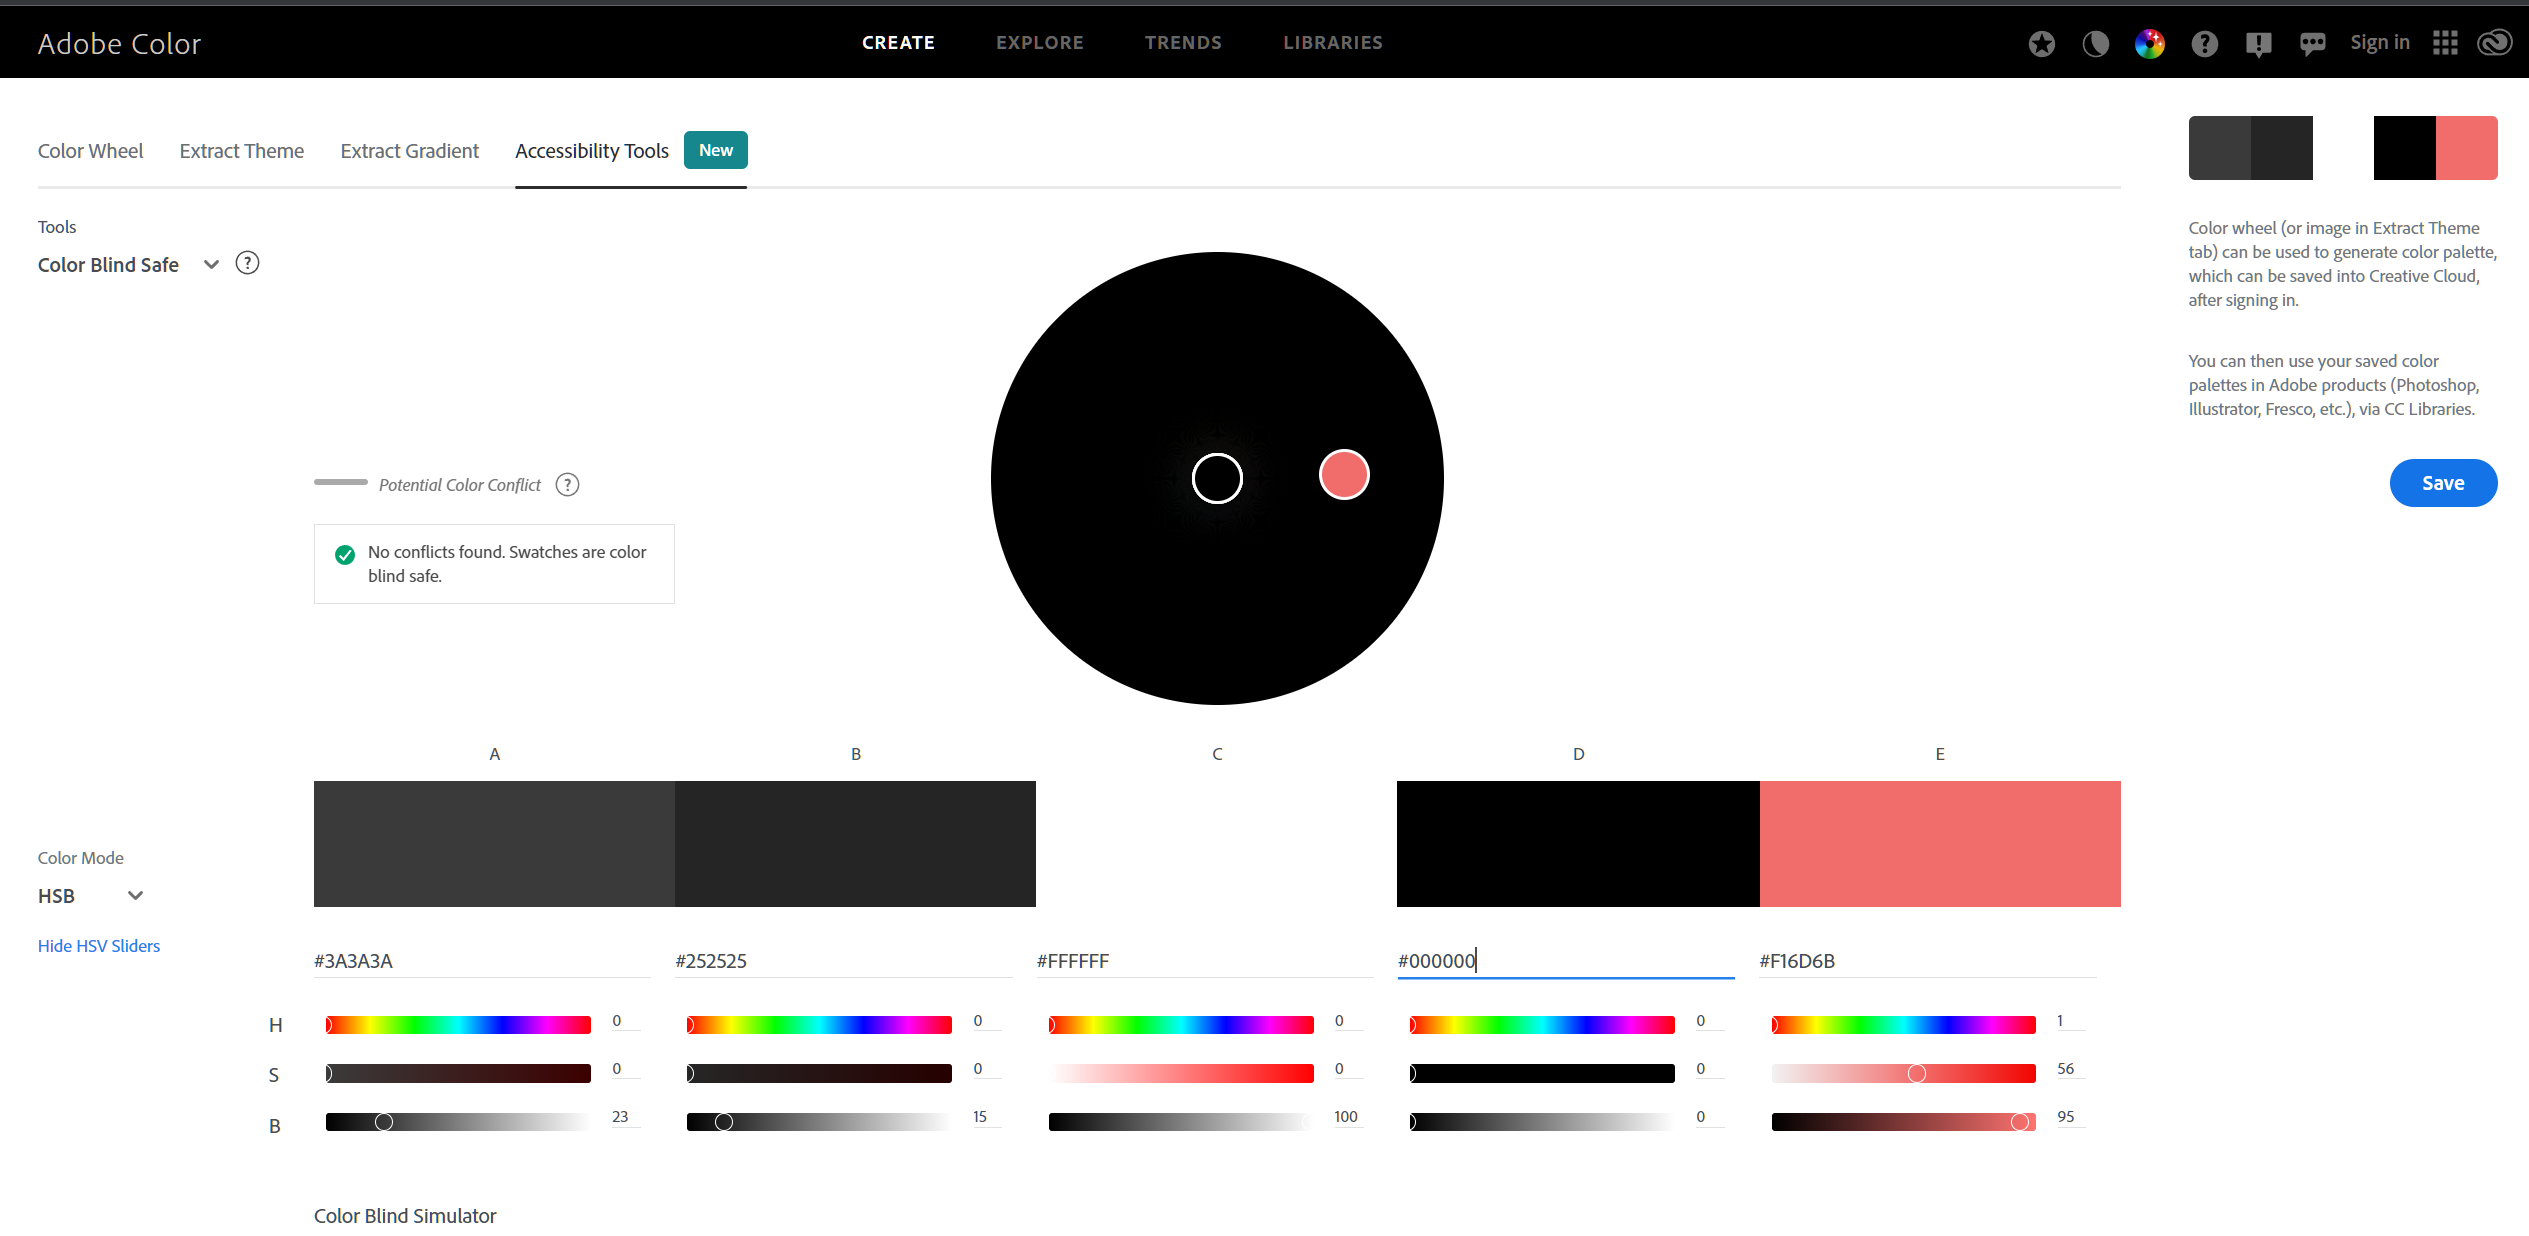 Adobe Color
CREATE
EXPLORE
TRENDS
LIBRARIES
Sign in
Color Wheel
Extract Theme
Extract Gradient
Accessibility Tools
New
Tools
Color Blind Safe
Potential Color Conflict
No conflicts found. Swatches are color
blind safe.
Color wheel (or image in Extract Theme
tab) can be used to generate color palette,
which can be saved into Creative Cloud,
after signing in.
You can then use your saved color
palettes in Adobe products (Photoshop,
Illustrator, Fresco, etc.), via CC Libraries.
Save
A
B
C
D
E
Color Mode
HSB
Hide HSV Sliders
#3A3A3A
#252525
#FFFFFF
#000000
#F16D6B
H
0
0
0
0
1
S
0
0
0
0
56
B
23
15
100
0
95
Color Blind Simulator